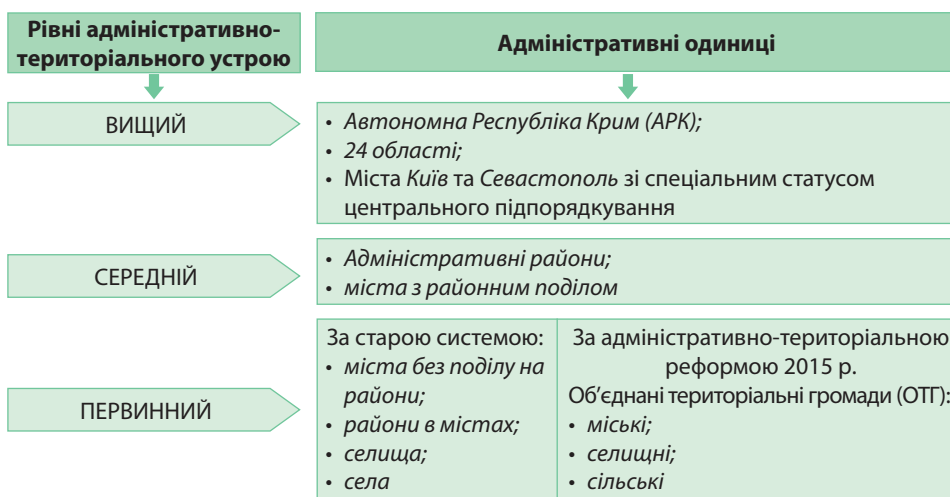 Рівні адміністративно-
територіального устрою
Адміністративні одиниці
ВИЩИЙ
• Автономна Республіка Крим (АРК);
• 24 області;
• Міста Київ та Севастополь зі спеціальним статусом
центрального підпорядкування
СЕРЕДНІЙ
• Адміністративні райони;
• міста з районним поділом
ПЕРВИННИЙ
За старою системою:
• міста без поділу на
райони;
• райони в містах;
• селища;
• села
За адміністративно-територіальною
реформою 2015 р.
Об’єднані територіальні громади (ОТГ):
• міські;
• селищні;
• сільські